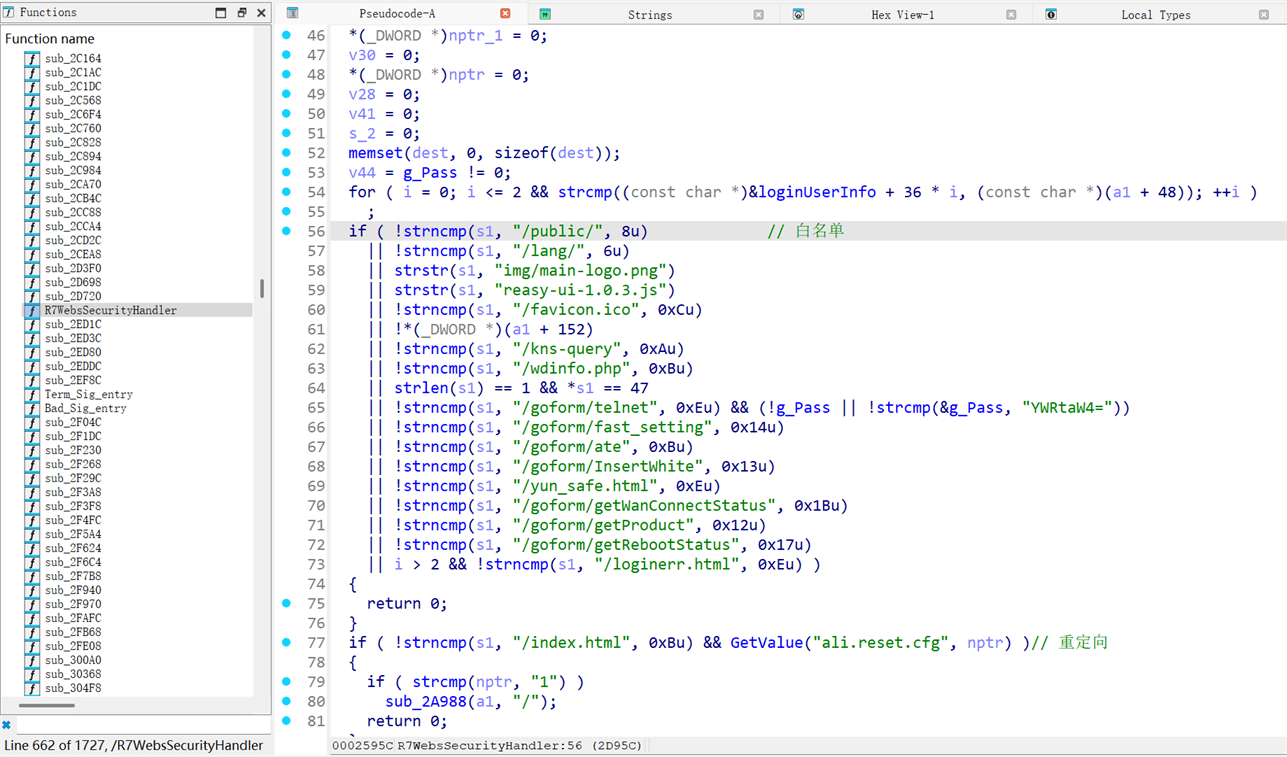 Functions
Pseudocode-A
Strings
Hex View-1
Local Types
Function name
sub_2C164
sub_2C1AC
sub_2C1DC
sub_2C568
sub_2C6F4
sub_2C760
sub_2C828
sub_2C894
sub_2C984
sub_2CA70
sub_2CB4C
sub_2CC88
sub_2CCA4
sub_2CD2C
sub_2CEA8
sub_2D3F0
sub_2D698
sub_2D720
R7WebsSecurityHandler
sub_2ED1C
sub_2ED3C
sub_2ED80
sub_2EDDC
sub_2EF8C
Term_Sig_entry
Bad_Sig_entry
sub_2F04C
sub_2F1DC
sub_2F230
sub_2F268
sub_2F29C
sub_2F3A8
sub_2F3F8
sub_2F4FC
sub_2F5A4
sub_2F624
sub_2F6C4
sub_2F7B8
sub_2F940
sub_2F970
sub_2FAFC
sub_2FB68
sub_2FE08
sub_300A0
sub_30368
sub_304F8
Line 662 of 1727, /R7WebsSecurityHandler
46 *(_DWORD *)nptr_1 = 0;
47 v30 = 0;
48 *(_DWORD *)nptr = 0;
49 v28 = 0;
50 v41 = 0;
51 s_2 = 0;
52 memset(dest, 0, sizeof(dest));
53 v44 = g_Pass != 0;
54 for ( i = 0; i <= 2 && strcmp((const char *)&loginUserInfo + 36 * i, (const char *)(a1 + 48)); ++i )
55 ;
56 if ( !strncmp(s1, "/public/", 8u) // 白名单
57 || !strncmp(s1, "/lang/", 6u)
58 || strstr(s1, "img/main-logo.png")
59 || strstr(s1, "reasy-ui-1.0.3.js")
60 || !strncmp(s1, "/favicon.ico", 0xCu)
61 || !*(_DWORD *)(a1 + 152)
62 || !strncmp(s1, "/kns-query", 0xAu)
63 || !strncmp(s1, "/wdinfo.php", 0xBu)
64 || strlen(s1) == 1 && *s1 == 47
65 || !strncmp(s1, "/goform/telnet", 0xEu) && (!g_Pass || !strcmp(&g_Pass, "YWRtaW4="))
66 || !strncmp(s1, "/goform/fast_setting", 0x14u)
67 || !strncmp(s1, "/goform/ate", 0xBu)
68 || !strncmp(s1, "/goform/InsertWhite", 0x13u)
69 || !strncmp(s1, "/yun_safe.html", 0xEu)
70 || !strncmp(s1, "/goform/getWanConnectStatus", 0x1Bu)
71 || !strncmp(s1, "/goform/getProduct", 0x12u)
72 || !strncmp(s1, "/goform/getRebootStatus", 0x17u)
73 || i > 2 && !strncmp(s1, "/loginerr.html", 0xEu) )
74 {
75 return 0;
76 }
77 if ( !strncmp(s1, "/index.html", 0xBu) && GetValue("ali.reset.cfg", nptr) )// 重定向
78 {
79 if ( strcmp(nptr, "1") )
80 sub_2A988(a1, "/");
81 return 0;
0002595C R7WebsSecurityHandler:56 (2D95C)